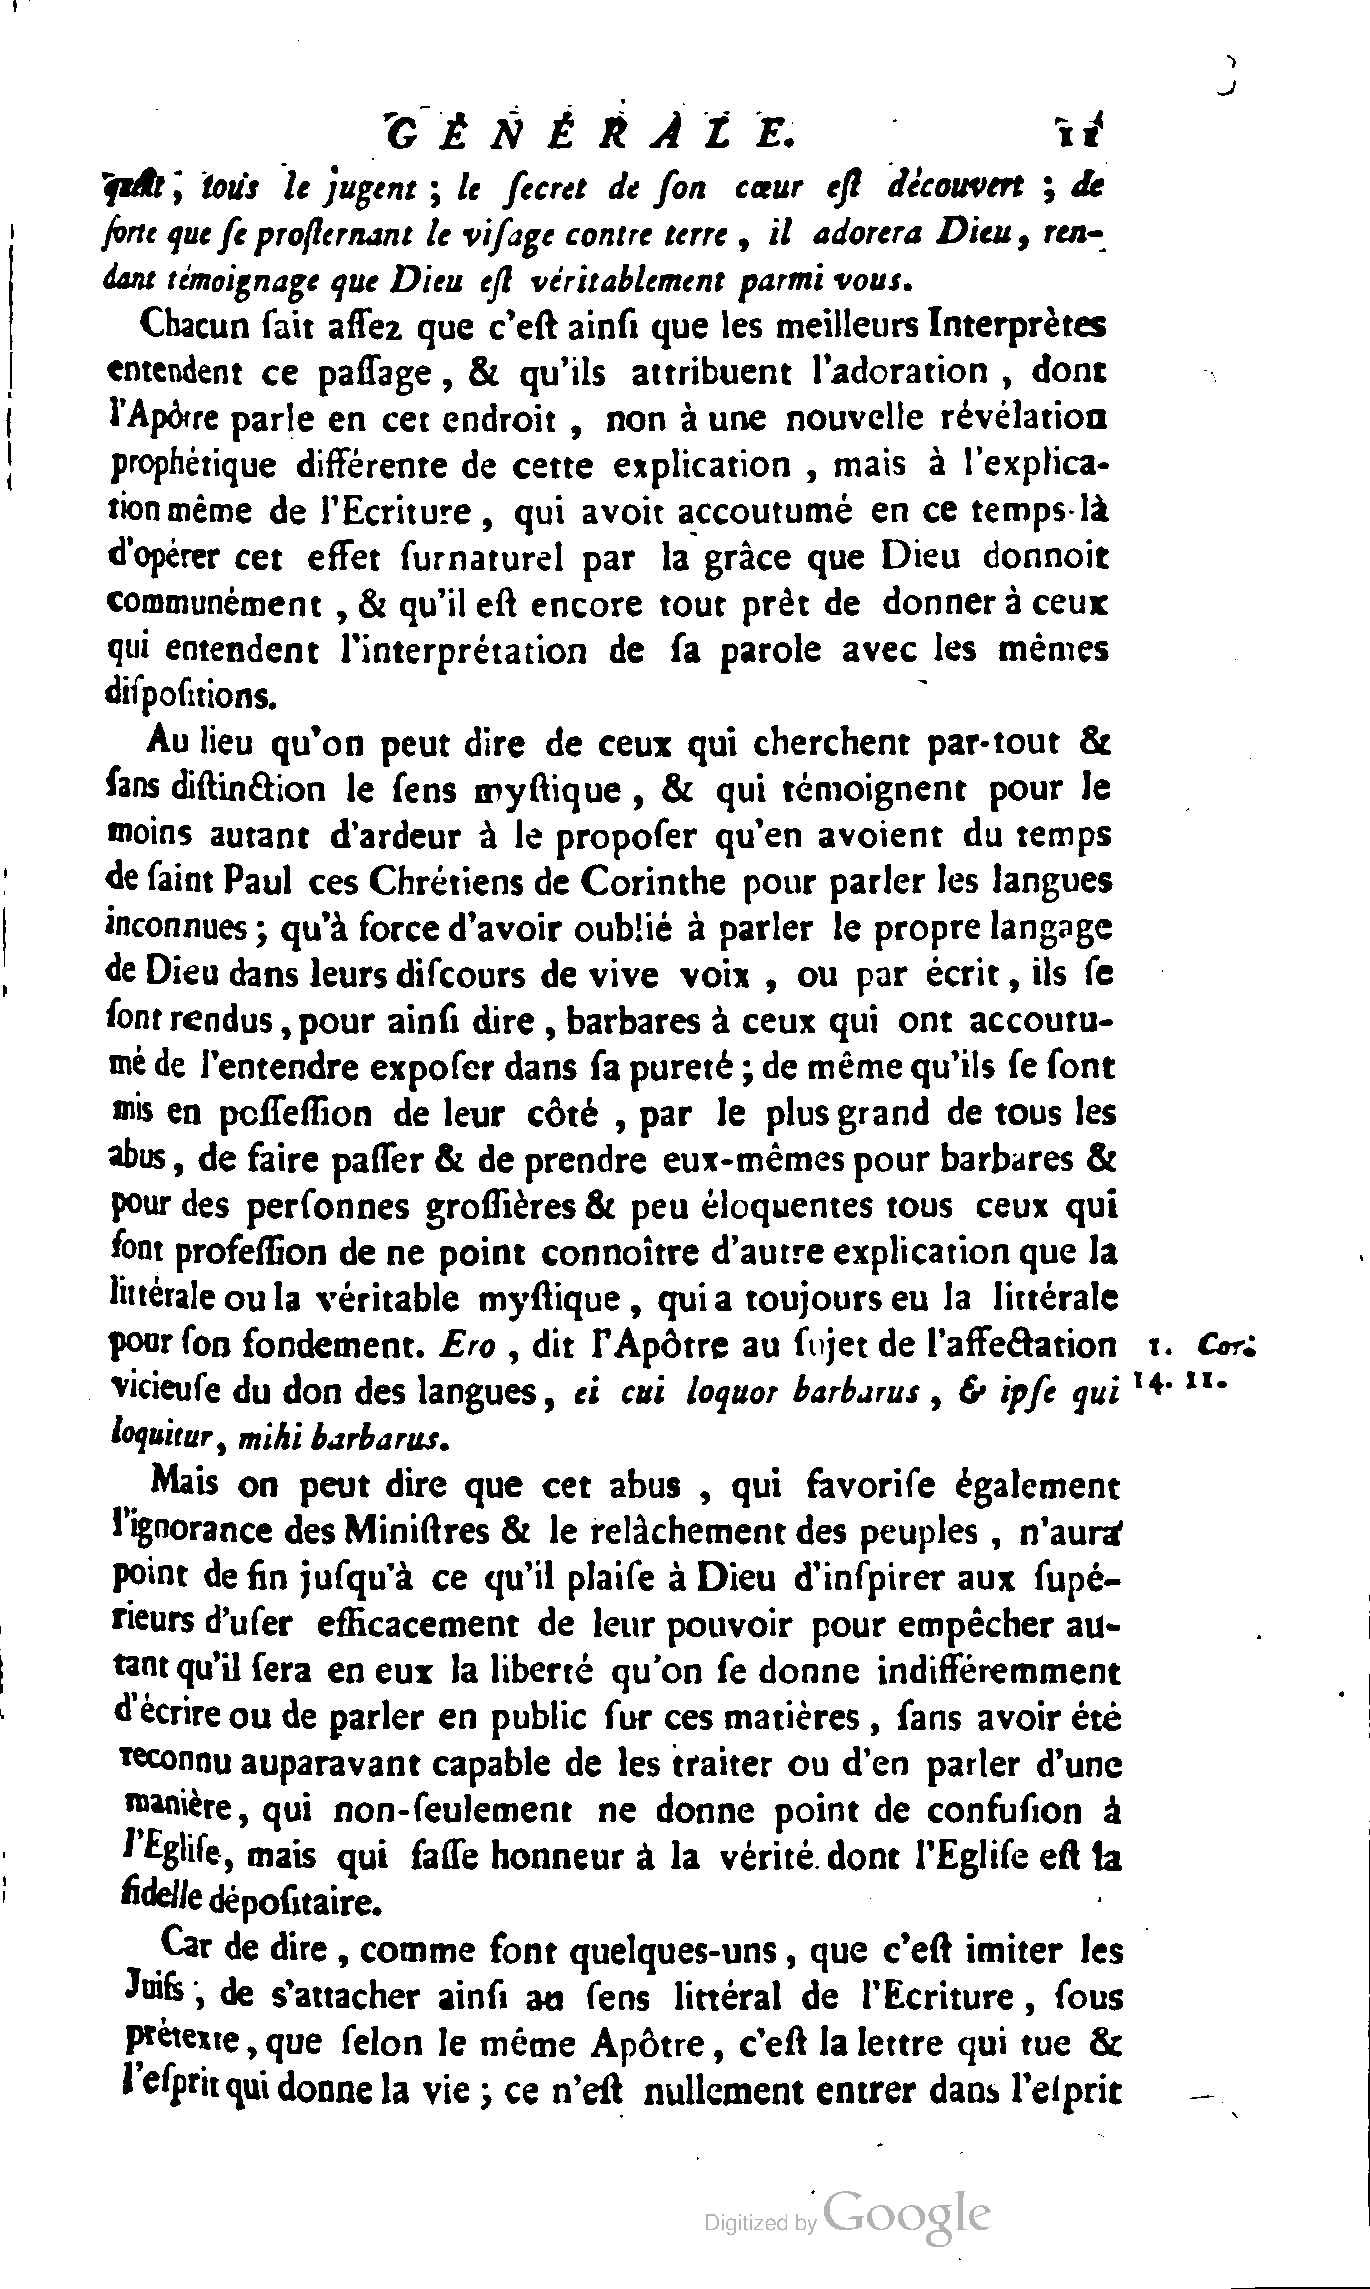 GÉNÉRALE. 11
tous le jugent ; le ſecret de ſon cœur eſt découvert ; de
ſorte que ſe proſternant le viſage contre terre, il adorera Dieu, ren-
dant témoignage que Dieu eſt véritablement parmi vous.
Chacun ſait aſſez que c'eſt ainſi que les meilleurs Interprètes
entendent ce paſſage, & qu'ils attribuent l'adoration, dont
l'Apôtre parle en cet endroit, non à une nouvelle révélation
prophétique différente de cette explication, mais à l'explica-
tion même de l'Ecriture, qui avoit accoutumé en ce temps-là
d'opérer cet effet ſurnaturel par la grâce que Dieu donnoit
communément, & qu'il eſt encore tout prêt de donner à ceux
qui entendent l'interprétation de ſa parole avec les mêmes
diſpoſitions.
Au lieu qu'on peut dire de ceux qui cherchent par-tout &
ſans diſtinction le ſens myſtique, & qui témoignent pour le
moins autant d'ardeur à le propoſer qu'en avoient du temps
de ſaint Paul ces Chrétiens de Corinthe pour parler les langues
inconnues ; qu'à force d'avoir oublié à parler le propre langage
de Dieu dans leurs diſcours de vive voix, ou par écrit, ils ſe
ſont rendus, pour ainſi dire, barbares à ceux qui ont accoutu-
mé de l'entendre expoſer dans ſa pureté ; de même qu'ils ſe ſont
mis en poſſeſſion de leur côté, par le plus grand de tous les
abus, de faire paſſer & de prendre eux-mêmes pour barbares &
pour des perſonnes groſſières & peu éloquentes tous ceux qui
font profeſſion de ne point connoître d'autre explication que la
littérale ou la véritable myſtique, qui a toujours eu la littérale
pour ſon fondement. Ero, dit l'Apôtre au ſujet de l'affectation
vicieuſe du don des langues, ei cui loquor barbarus, & ipſe qui
loquitur, mihi barbarus.
1. Cor.
14. 11.
Mais on peut dire que cet abus, qui favoriſe également
l'ignorance des Miniſtres & le relâchement des peuples, n'aura
point de fin juſqu'à ce qu'il plaiſe à Dieu d'inſpirer aux ſupé-
rieurs d'uſer efficacement de leur pouvoir pour empêcher au-
tant qu'il ſera en eux la liberté qu'on ſe donne indifféremment
d'écrire ou de parler en public ſur ces matières, ſans avoir été
reconnu auparavant capable de les traiter ou d'en parler d'une
manière, qui non-ſeulement ne donne point de confuſion à
l'Egliſe, mais qui faſſe honneur à la vérité dont l'Egliſe eſt la
fidelle dépoſitaire.
Car de dire, comme font quelques-uns, que c'eſt imiter les
Juifs, de s'attacher ainſi au ſens littéral de l'Ecriture, ſous
prétexte, que ſelon le même Apôtre, c'eſt la lettre qui tue &
l'eſprit qui donne la vie ; ce n'eſt nullement entrer dans l'eſprit
Digitized by Google